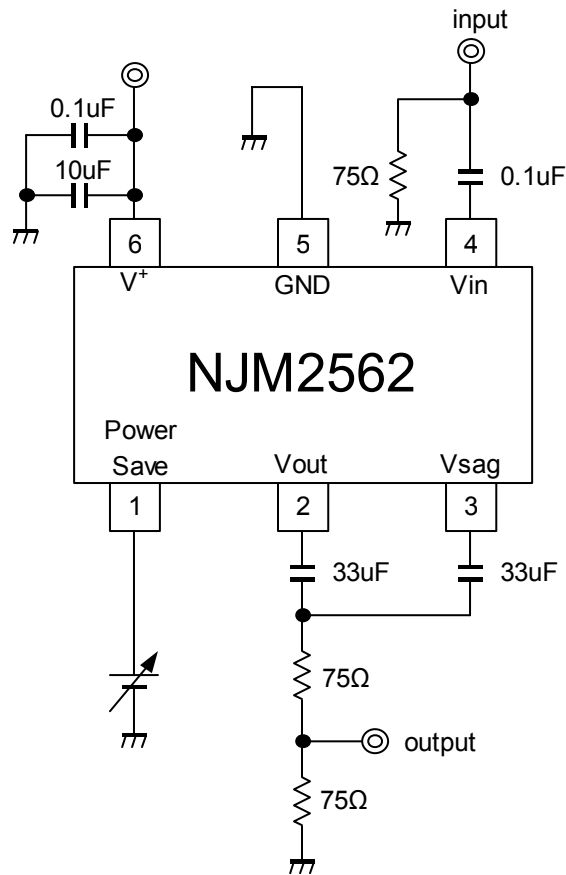 input
0.1uF
10uF
75Ω
0.1uF
6
5
4
V+
GND
Vin
NJM2562
Power
Save
Vout
Vsag
1
2
3
33uF
33uF
75Ω
output
75Ω